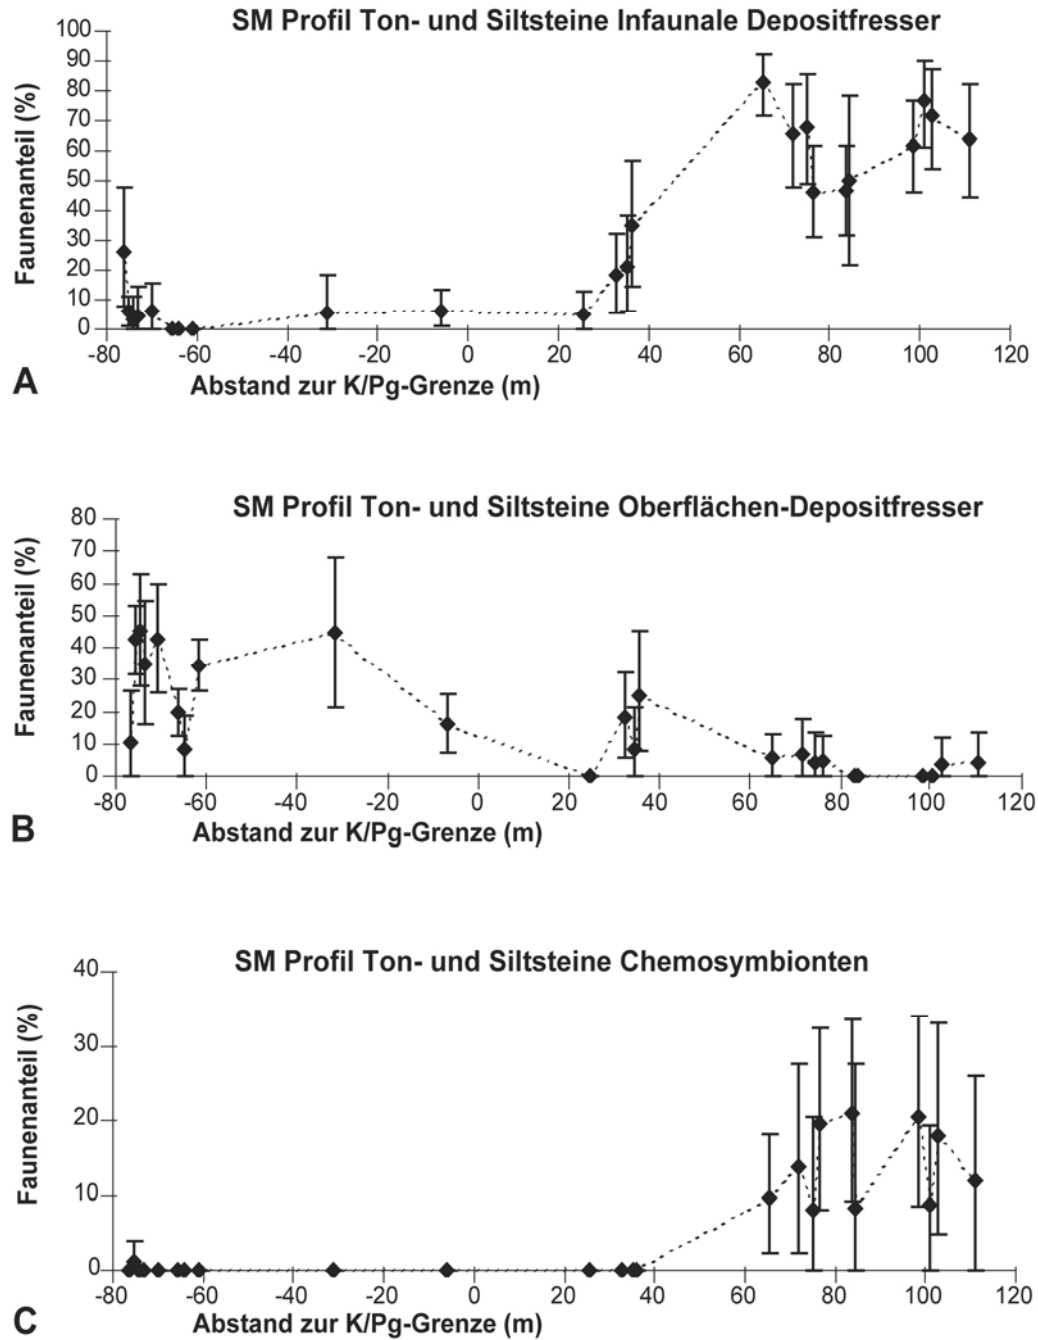 SM Profil Ton- und Siltsteine Infaunale Depositfresser
Faunenanteil (%)
100
90
80
70
60
50
40
30
20
10
0
-80 -60 -40 -20 0 20 40 60 80 100 120
A
Abstand zur K/Pg-Grenze (m)
SM Profil Ton- und Siltsteine Oberflächen-Depositfresser
Faunenanteil (%)
80
70
60
50
40
30
20
10
0
-80 -60 -40 -20 0 20 40 60 80 100 120
B
Abstand zur K/Pg-Grenze (m)
SM Profil Ton- und Siltsteine Chemosymbionten
Faunenanteil (%)
40
30
20
10
0
-80 -60 -40 -20 0 20 40 60 80 100 120
C
Abstand zur K/Pg-Grenze (m)